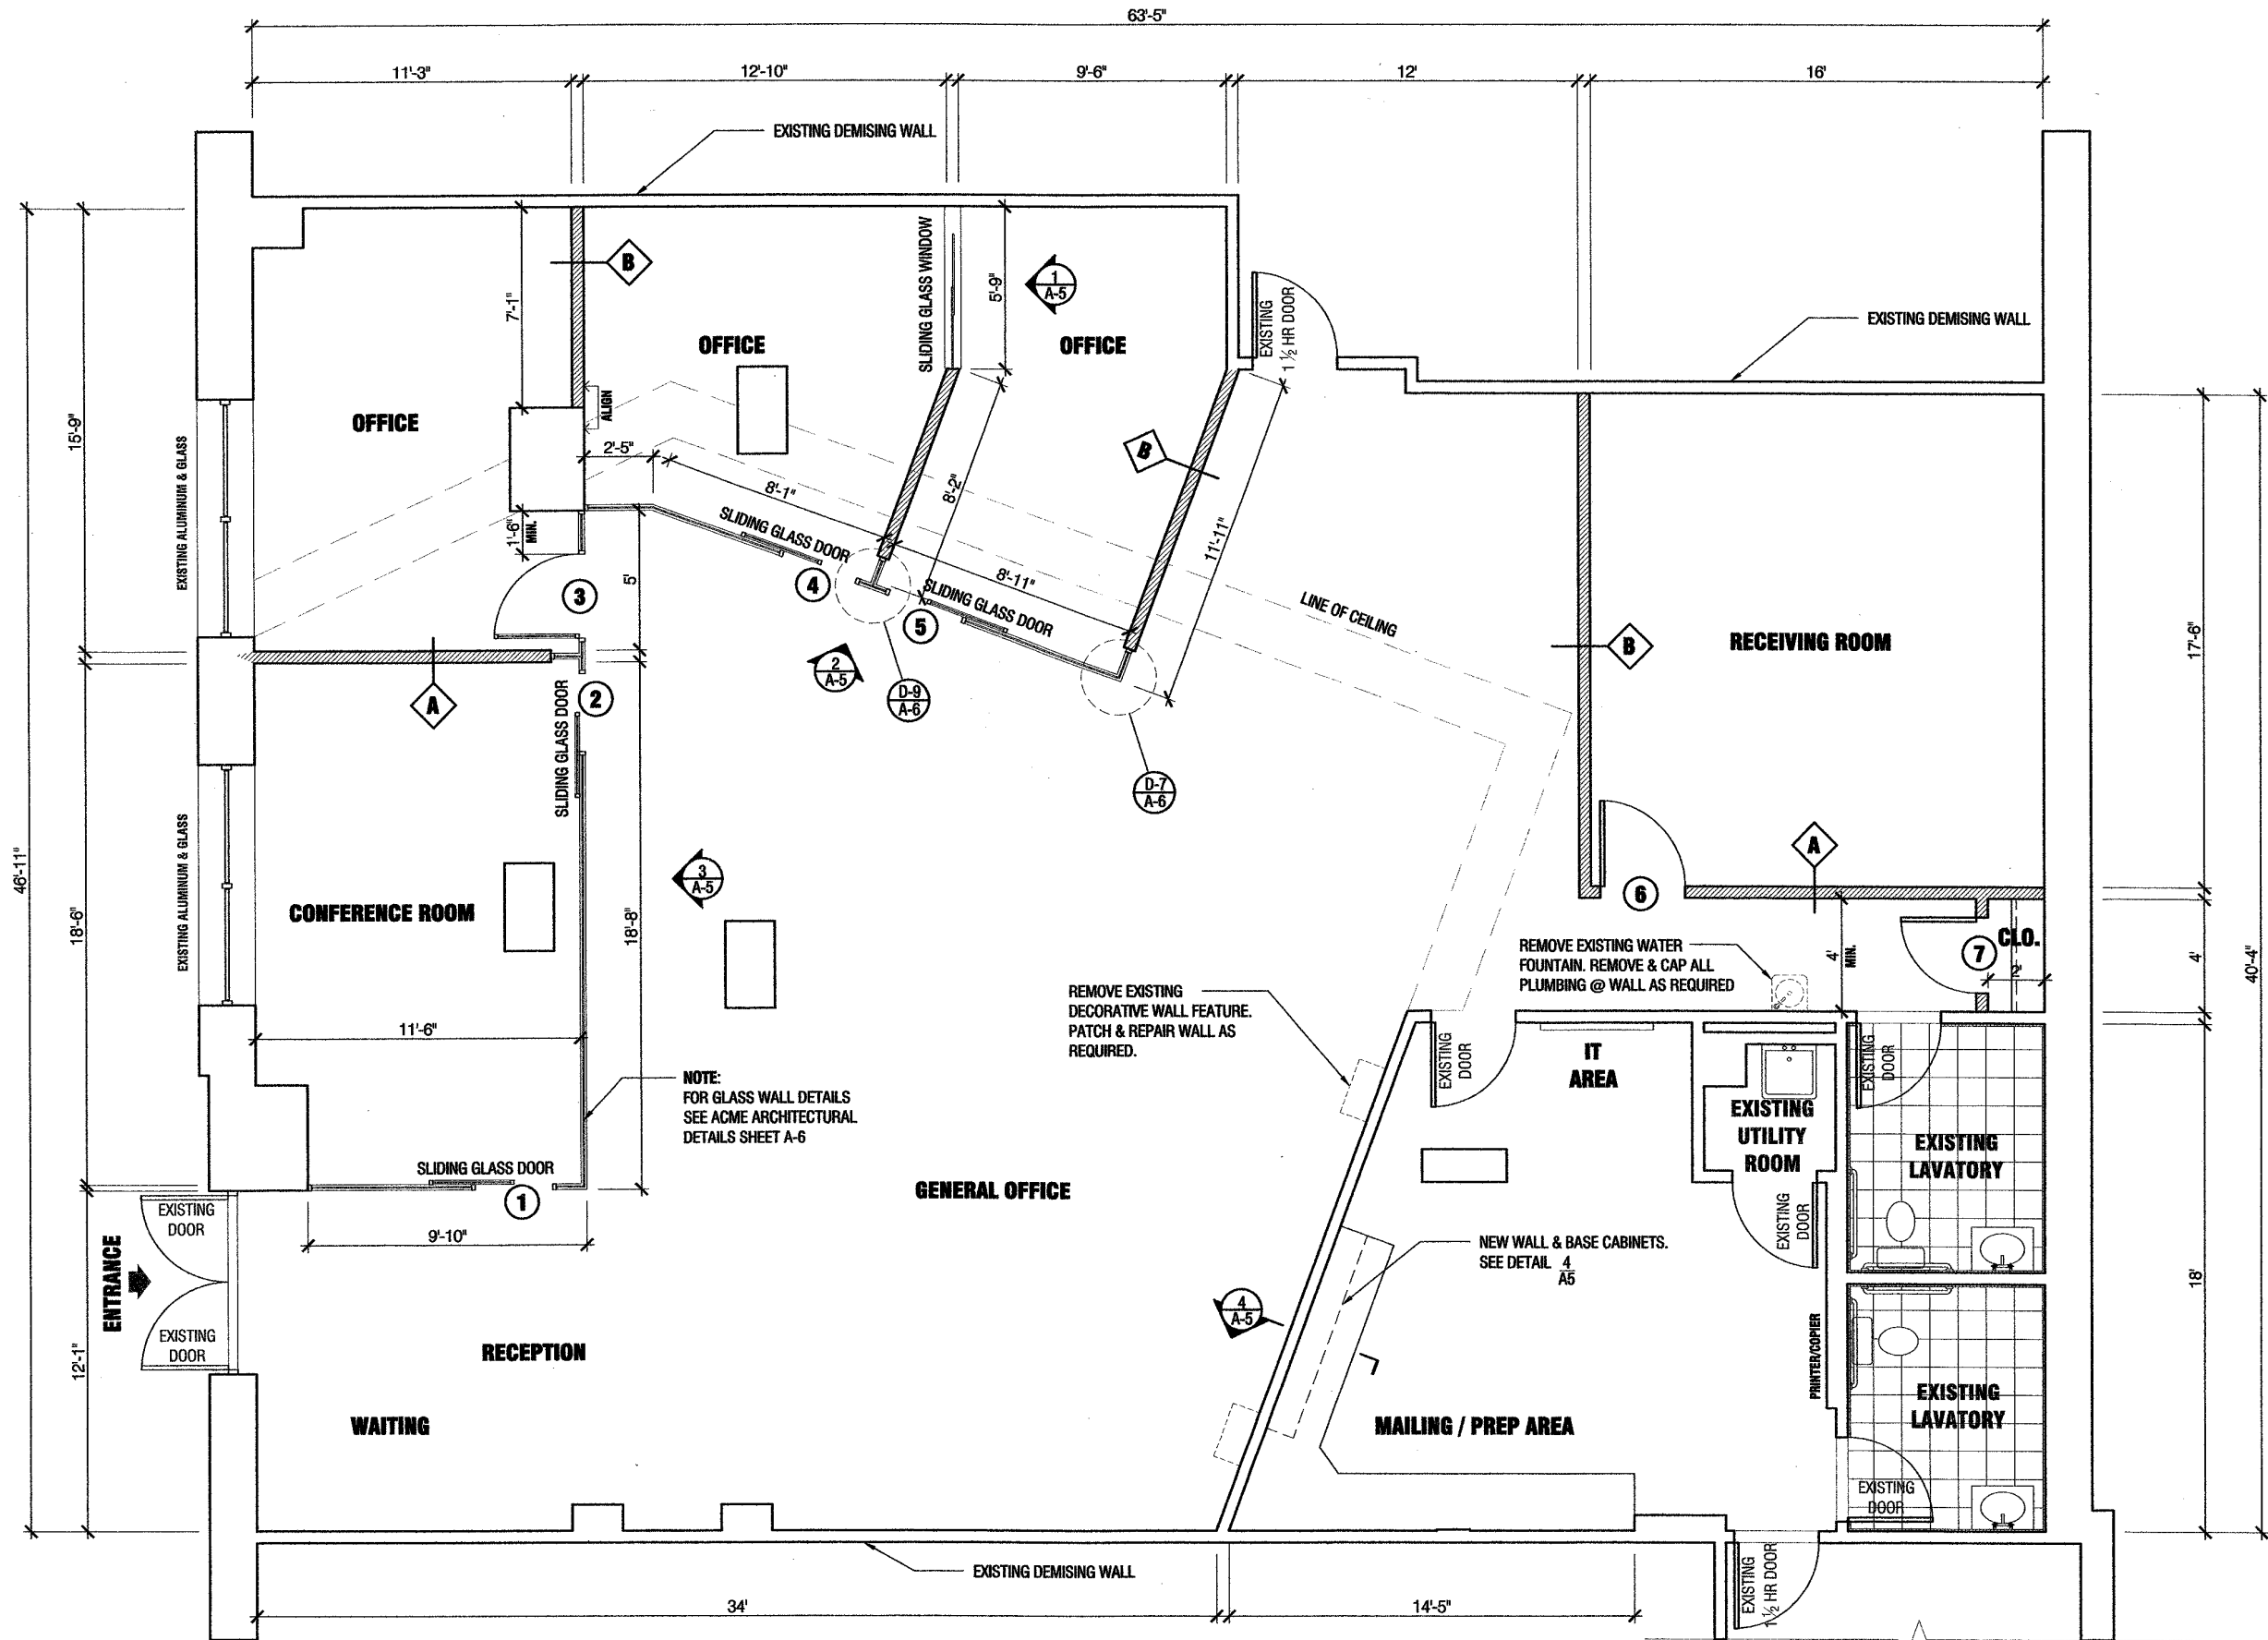 63'-5"
11'-3"
12'-10"
9'-6"
12'
16'
EXISTING DEMISING WALL
B
SLIDING GLASS WINDOW
5'-9"
1
A-5
7'-1"
EXISTING
1 ½ HR DOOR
EXISTING DEMISING WALL
OFFICE
OFFICE
OFFICE
ALIGN
15'-9"
EXISTING ALUMINUM & GLASS
2'-5"
8'-1"
8'-2"
B
11'-11"
17'-6"
SLIDING GLASS DOOR
1'-6"
MIN.
5'
3
4
8'-11"
SLIDING GLASS DOOR
5
LINE OF CEILING
B
RECEIVING ROOM
2
A-5
D-9
A-6
A
2
SLIDING GLASS DOOR
D-7
A-6
46'-11"
40'-4"
18'-6"
EXISTING ALUMINUM & GLASS
CONFERENCE ROOM
3
A-5
18'-8"
A
6
REMOVE EXISTING WATER
FOUNTAIN. REMOVE & CAP ALL
PLUMBING @ WALL AS REQUIRED
4'
MIN.
7
CLO.
2'
4'
REMOVE EXISTING
DECORATIVE WALL FEATURE.
PATCH & REPAIR WALL AS
REQUIRED.
11'-6"
NOTE:
FOR GLASS WALL DETAILS
SEE ACME ARCHITECTURAL
DETAILS SHEET A-6
EXISTING
DOOR
IT
AREA
EXISTING
UTILITY
ROOM
EXISTING
DOOR
EXISTING
LAVATORY
SLIDING GLASS DOOR
1
GENERAL OFFICE
EXISTING
DOOR
9'-10"
EXISTING
DOOR
NEW WALL & BASE CABINETS.
SEE DETAIL 4
A5
18'
ENTRANCE
4
A-5
EXISTING
DOOR
12'-1"
RECEPTION
PRINTER/COPIER
EXISTING
LAVATORY
WAITING
MAILING / PREP AREA
EXISTING
DOOR
EXISTING DEMISING WALL
EXISTING
1 ½ HR DOOR
34'
14'-5"